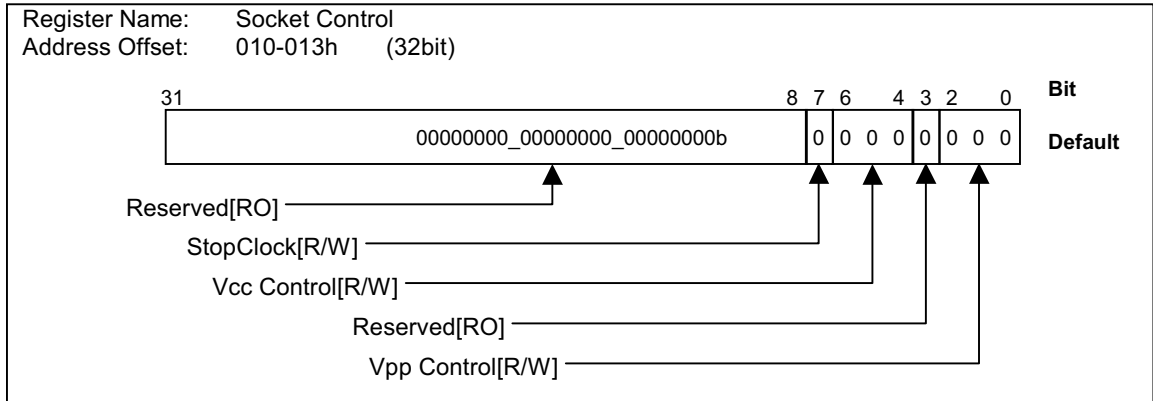 Register Name: Socket Control
Address Offset: 010-013h (32bit)
31 8 7 6 4 3 2 0 Bit
00000000_00000000_00000000b 0 0 0 0 0 0 0 0 Default
Reserved[RO]
StopClock[R/W]
Vcc Control[R/W]
Reserved[RO]
Vpp Control[R/W]